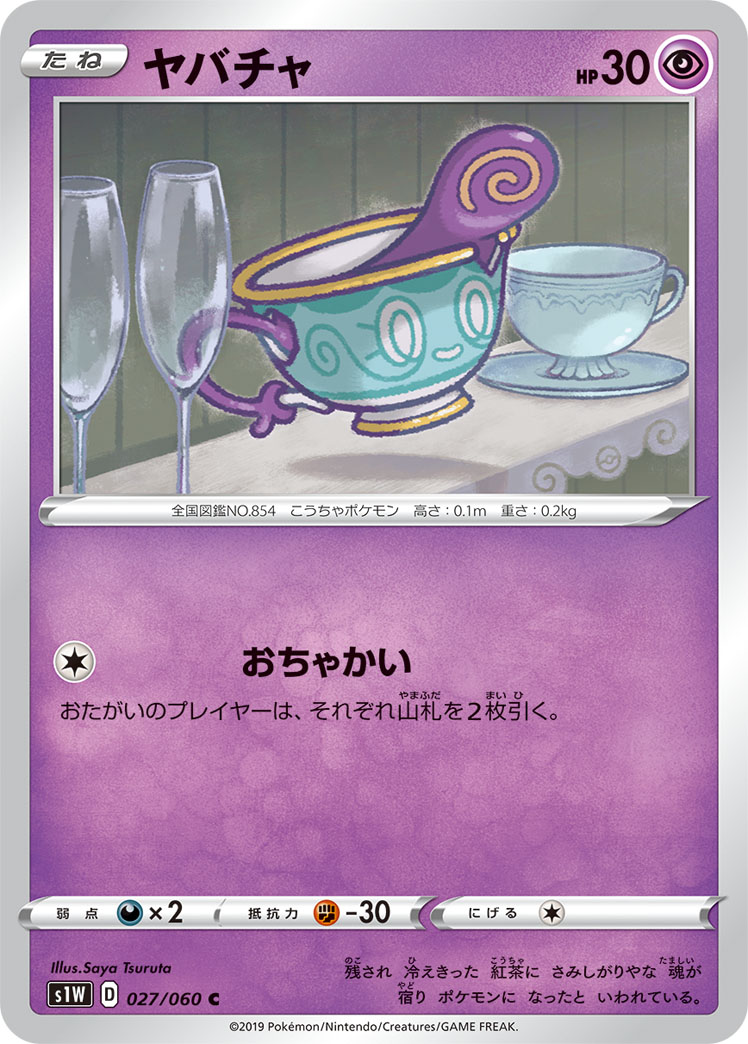 たね ヤバチャ HP30
全国図鑑NO.854 こうちゃポケモン 高さ:0.1m 重さ:0.2kg
おちゃかい
おたがいのプレイヤーは、それぞれ山札を2枚引く。
弱点 ×2 抵抗力 -30 にげる
Illus.Saya Tsuruta
残され 冷えきった 紅茶に さみしがりやな 魂が
宿り ポケモンに なったと いわれている。
s1W D 027/060 C
©2019 Pokémon/Nintendo/Creatures/GAME FREAK.